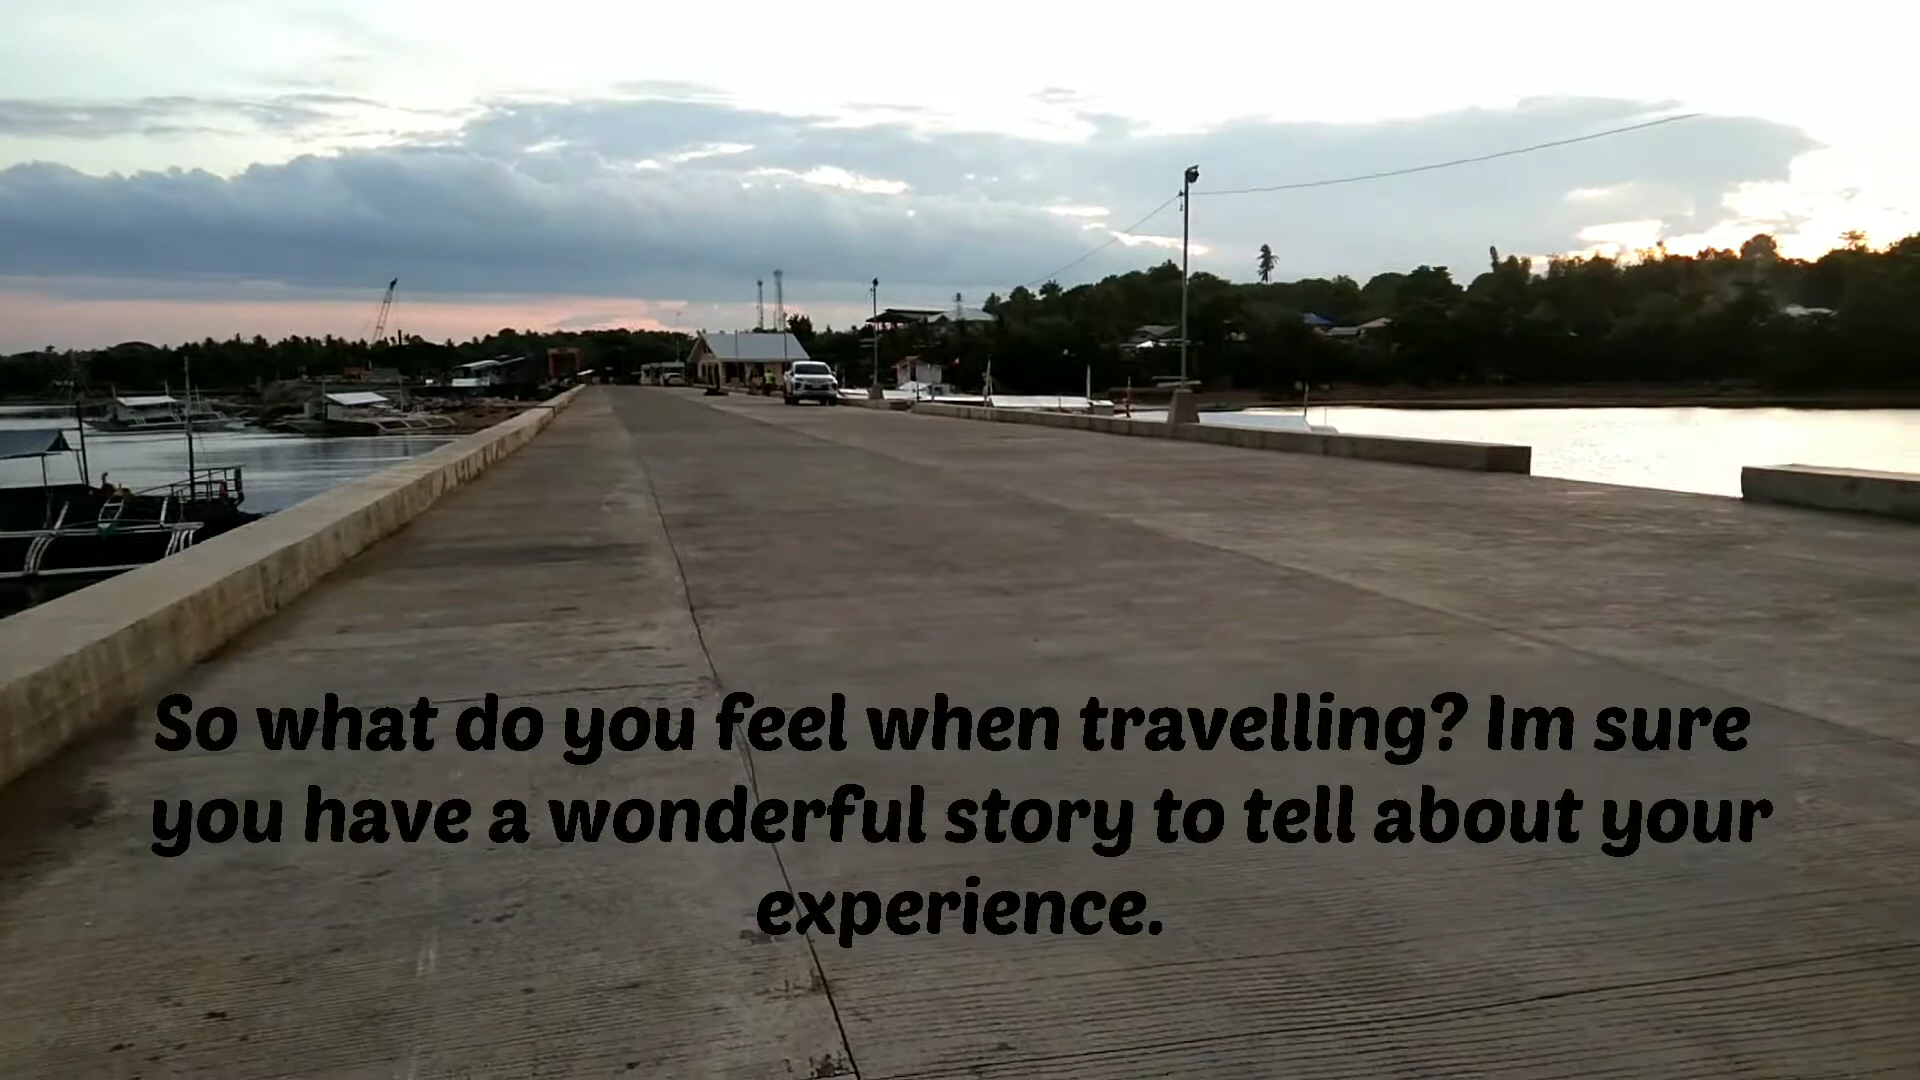 So what do you feel when travelling? Im sure
you have a wonderful story to tell about your
experience.